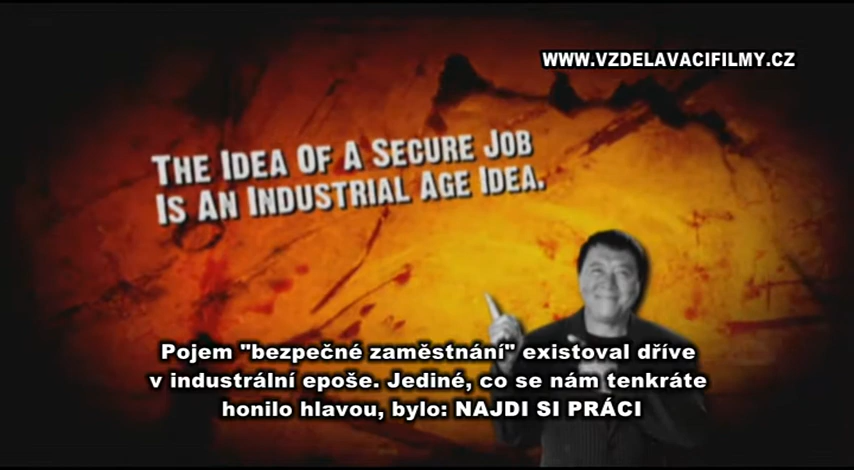 WWW.VZDELAVACIFILMY.CZ
THE IDEA OF A SECURE JOB
IS AN INDUSTRIAL AGE IDEA.
Pojem "bezpečné zaměstnání" existoval dříve
v industrální epoše. Jediné, co se nám tenkráte
honilo hlavou, bylo: NAJDI SI PRÁCI